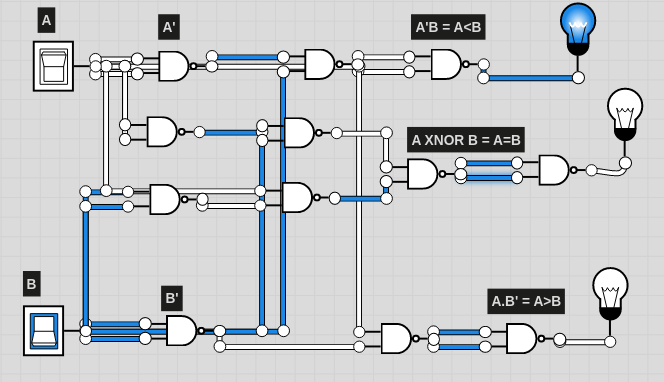 A
A'
A'B = A<B
A XNOR B = A=B
B
B'
A.B' = A>B